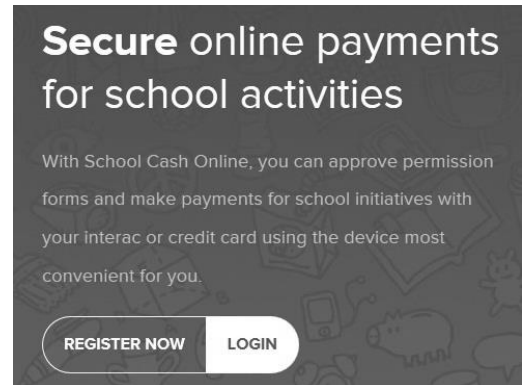 Secure online payments
for school activities
With School Cash Online, you can approve permission
forms and make payments for school initiatives with
your interac or credit card using the device most
convenient for you.
REGISTER NOW LOGIN